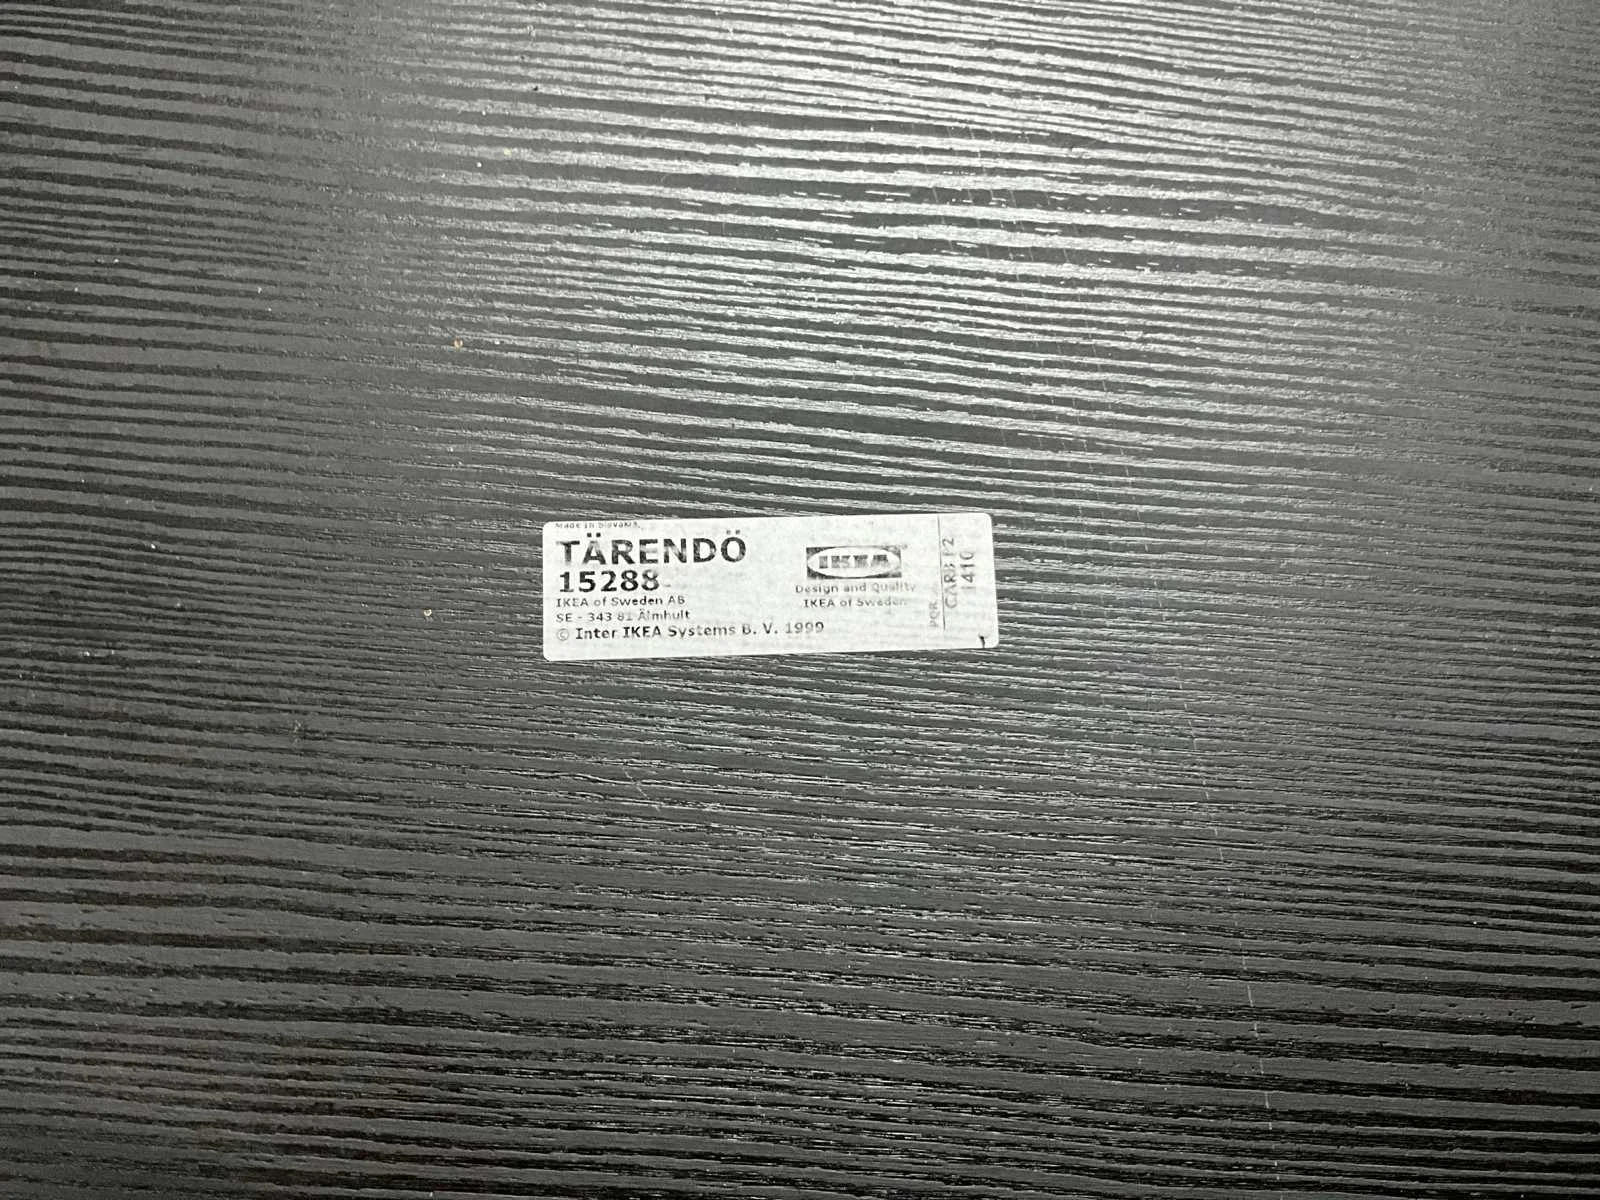 Made in Slovakia.
TÄRENDÖ
15288
IKEA of Sweden AB
SE - 343 81 Älmhult
© Inter IKEA Systems B. V. 1999
IKEA
Design and Quality
IKEA of Sweden
POR
CARB P2
1410